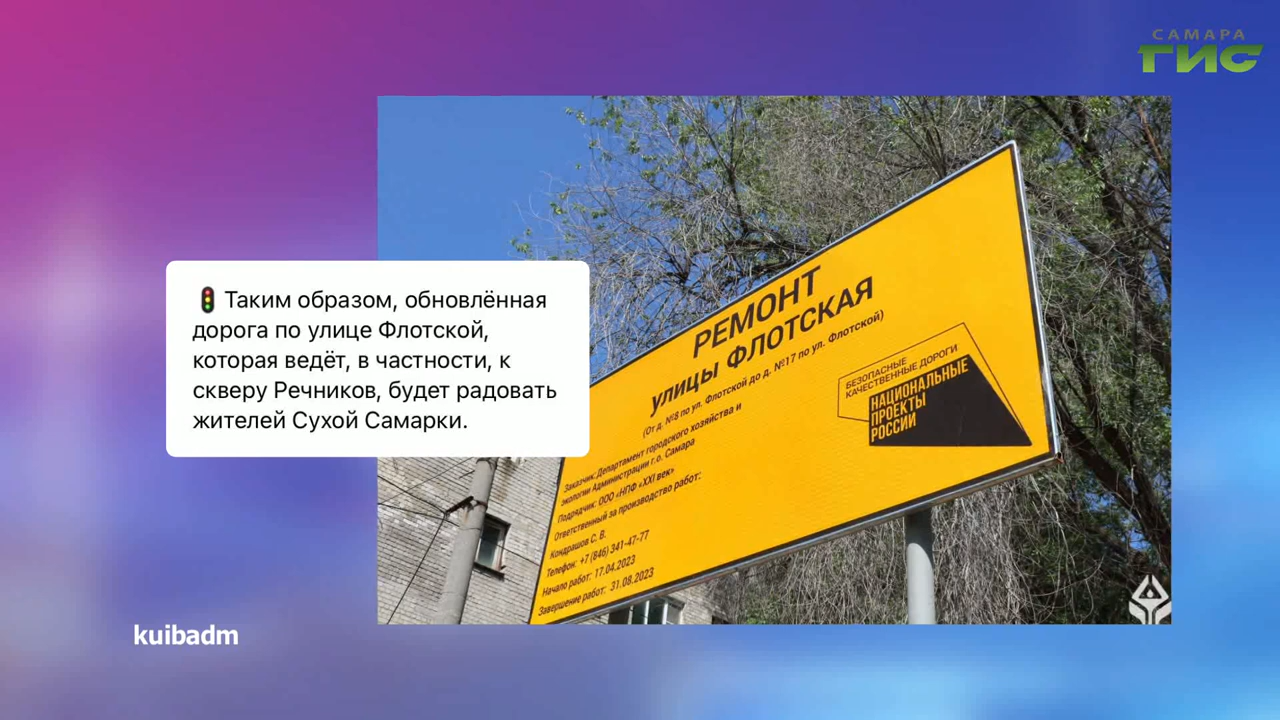 САМАРА
ГИС
🚦 Таким образом, обновлённая
дорога по улице Флотской,
которая ведёт, в частности, к
скверу Речников, будет радовать
жителей Сухой Самарки.
РЕМОНТ
улицы ФЛОТСКАЯ
(От д. №8 по ул. Флотской до д. №17 по ул. Флотской)
БЕЗОПАСНЫЕ
КАЧЕСТВЕННЫЕ ДОРОГИ
НАЦИОНАЛЬНЫЕ
ПРОЕКТЫ
РОССИИ
Заказчик: Департамент городского хозяйства и
экологии Администрации г.о. Самара
Подрядчик: ООО «НПФ «XXI век»
Ответственный за производство работ:
Кондрашов С. В.
Телефон: +7 (846) 341-47-77
Начало работ: 17.04.2023
Завершение работ: 31.08.2023
kuibadm